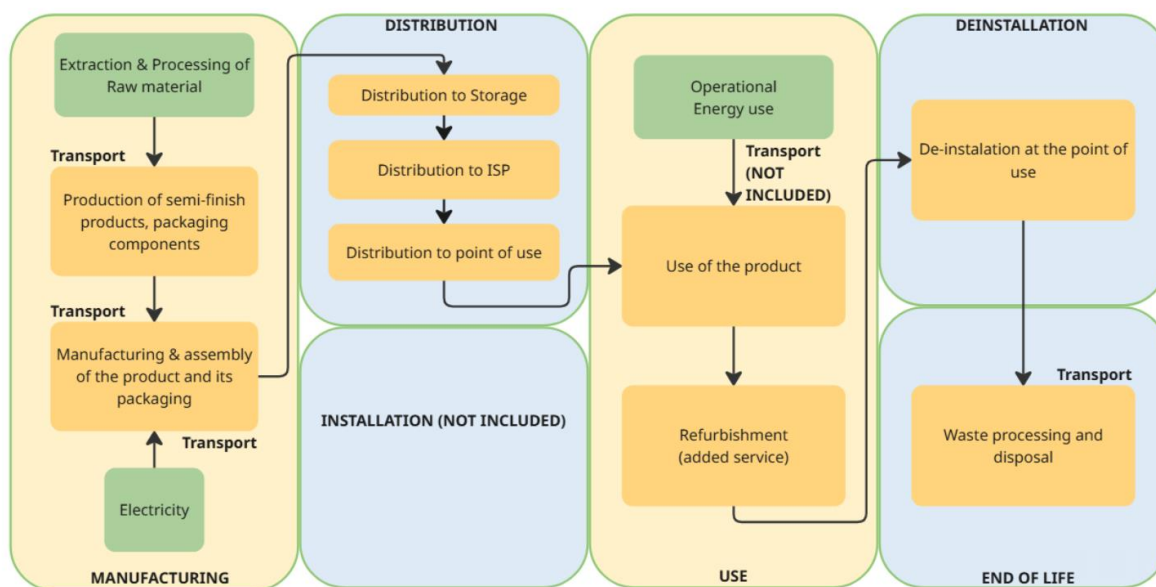 Extraction & Processing of
Raw material
Transport
Production of semi-finish
products, packaging
components
Transport
Manufacturing & assembly
of the product and its
packaging
Transport
Electricity
MANUFACTURING
DISTRIBUTION
Distribution to Storage
Distribution to ISP
Distribution to point of use
INSTALLATION (NOT INCLUDED)
Operational
Energy use
Transport
(NOT
INCLUDED)
Use of the product
Refurbishment
(added service)
USE
DEINSTALLATION
De-instalation at the point of
use
Transport
Waste processing and
disposal
END OF LIFE